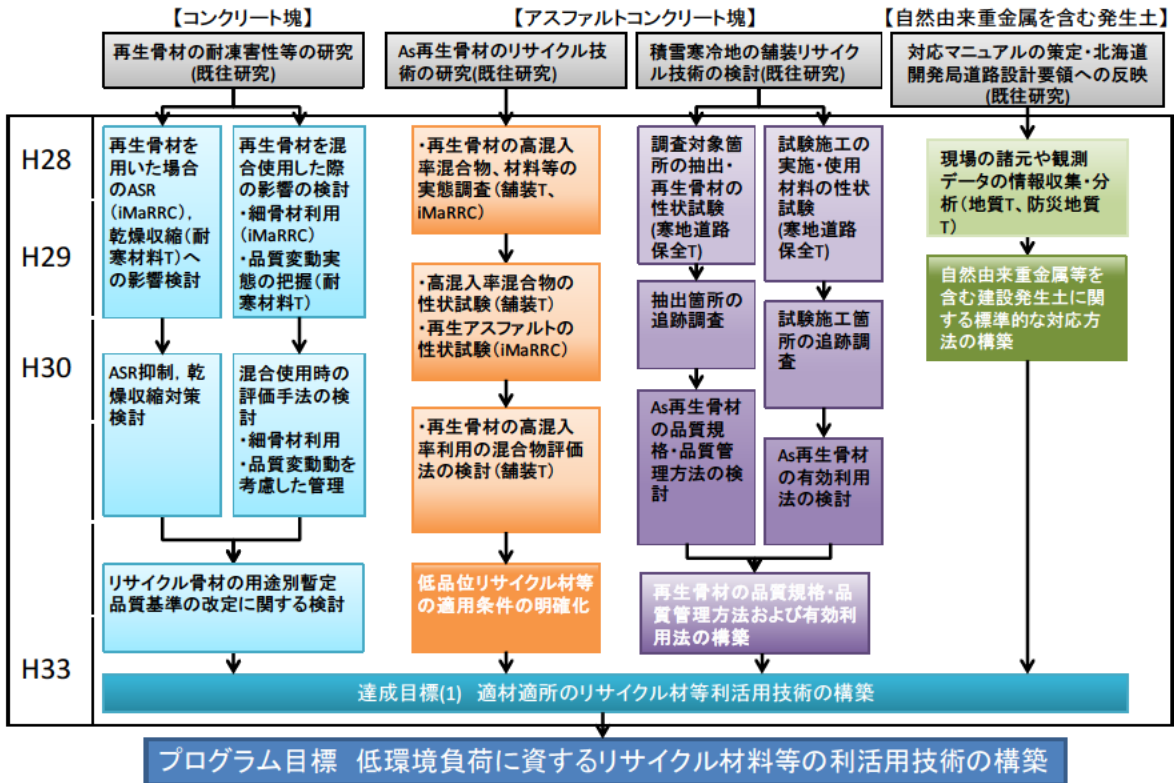 【コンクリート塊】
【アスファルトコンクリート塊】
【自然由来重金属を含む発生土】
再生骨材の耐凍害性等の研究
(既往研究)
As再生骨材のリサイクル技
術の研究(既往研究)
積雪寒冷地の舗装リサイク
ル技術の検討(既往研究)
対応マニュアルの策定・北海道
開発局道路設計要領への反映
(既往研究)
H28
H29
H30
H33
再生骨材を
用いた場合
のASR
(iMaRRC),
乾燥収縮(耐
寒材料T)へ
の影響検討
再生骨材を混
合使用した際
の影響の検討
・細骨材利用
(iMaRRC)
・品質変動実
態の把握(耐
寒材料T)
ASR抑制,乾
燥収縮対策
検討
混合使用時の
評価手法の検
討
・細骨材利用
・品質変動動を
考慮した管理
リサイクル骨材の用途別暫定
品質基準の改定に関する検討
・再生骨材の高混入
率混合物、材料等の
実態調査(舗装T、
iMaRRC)
・高混入率混合物の
性状試験(舗装T)
・再生アスファルトの
性状試験(iMaRRC)
・再生骨材の高混入
率利用の混合物評価
法の検討(舗装T)
低品位リサイクル材等
の適用条件の明確化
調査対象箇
所の抽出・
再生骨材の
性状試験
(寒地道路
保全T)
抽出箇所の
追跡調査
As再生骨材
の品質規
格・品質管
理方法の検
討
試験施工の
実施・使用
材料の性状
試験
(寒地道路
保全T)
試験施工箇
所の追跡調
査
As再生骨材
の有効利用
法の検討
再生骨材の品質規格・品
質管理方法および有効利
用法の構築
現場の諸元や観測
データの情報収集・分
析(地質T、防災地質
T)
自然由来重金属等を
含む建設発生土に関
する標準的な対応方
法の構築
達成目標(1) 適材適所のリサイクル材等利活用技術の構築
プログラム目標 低環境負荷に資するリサイクル材料等の利活用技術の構築